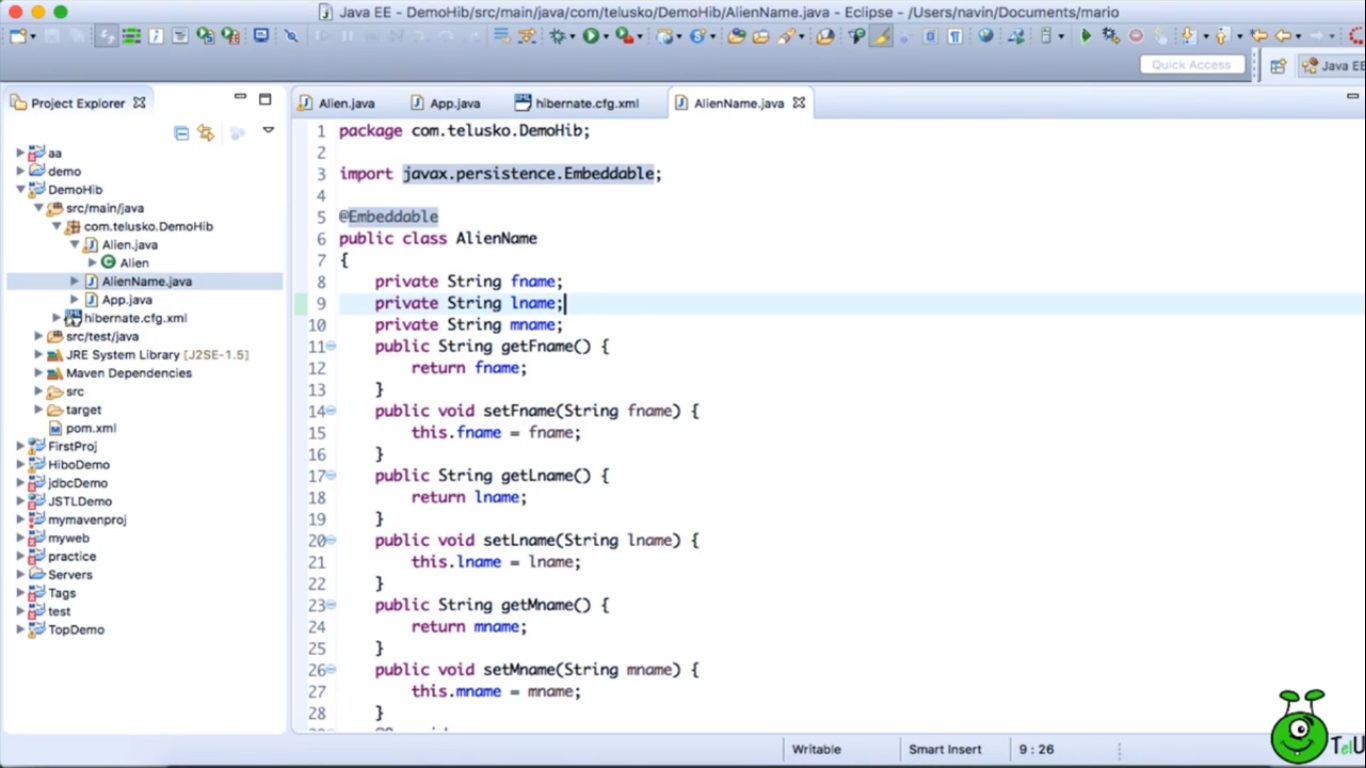 Java EE - DemoHib/src/main/java/com/telusko/DemoHib/AlienName.java - Eclipse - /Users/navin/Documents/mario
Quick Access
Java EE
Project Explorer
Alien.java
App.java
hibernate.cfg.xml
AlienName.java
aa
demo
DemoHib
src/main/java
com.telusko.DemoHib
Alien.java
Alien
AlienName.java
App.java
hibernate.cfg.xml
src/test/java
JRE System Library [J2SE-1.5]
Maven Dependencies
src
target
pom.xml
FirstProj
HiboDemo
jdbcDemo
JSTLDemo
mymavenproj
myweb
practice
Servers
Tags
test
TopDemo
1 package com.telusko.DemoHib;
2
3 import javax.persistence.Embeddable;
4
5 @Embeddable
6 public class AlienName
7 {
8 private String fname;
9 private String lname;
10 private String mname;
11 public String getFname() {
12 return fname;
13 }
14 public void setFname(String fname) {
15 this.fname = fname;
16 }
17 public String getLname() {
18 return lname;
19 }
20 public void setLname(String lname) {
21 this.lname = lname;
22 }
23 public String getMname() {
24 return mname;
25 }
26 public void setMname(String mname) {
27 this.mname = mname;
28 }
Writable
Smart Insert
9 : 26
TelU